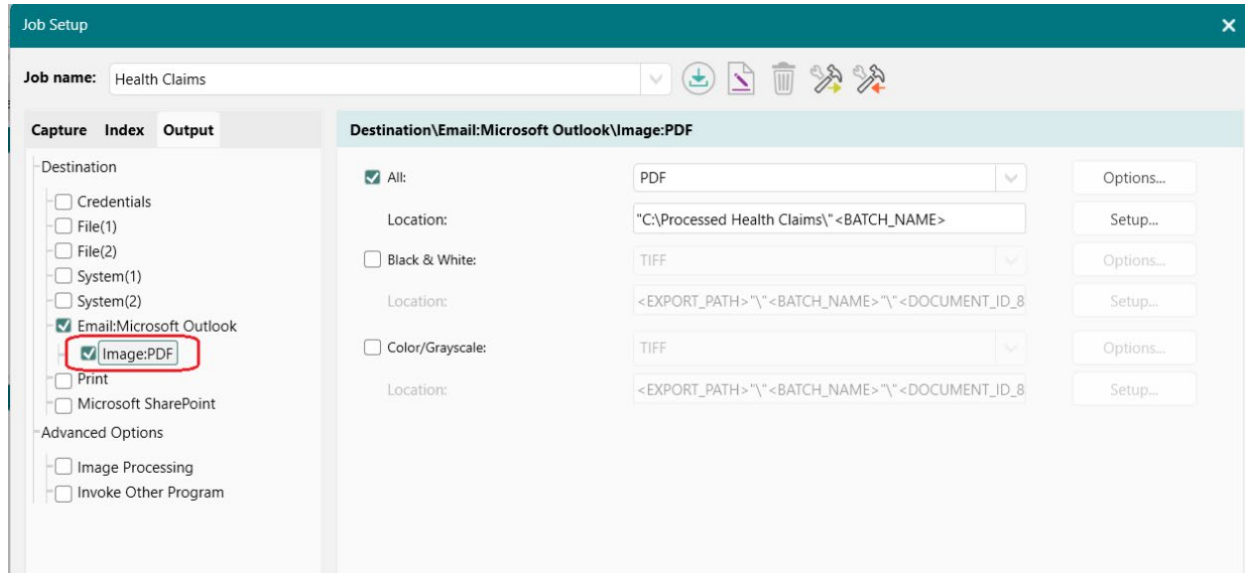 Job Setup
Job name: Health Claims
Capture Index Output
Destination
Credentials
File(1)
File(2)
System(1)
System(2)
Email:Microsoft Outlook
Image:PDF
Print
Microsoft SharePoint
Advanced Options
Image Processing
Invoke Other Program
Destination\Email:Microsoft Outlook\Image:PDF
All: PDF Options...
Location: "C:\Processed Health Claims\"<BATCH_NAME> Setup...
Black & White: TIFF Options...
Location: <EXPORT_PATH>"\"<BATCH_NAME>"\"<DOCUMENT_ID_8 Setup...
Color/Grayscale: TIFF Options...
Location: <EXPORT_PATH>"\"<BATCH_NAME>"\"<DOCUMENT_ID_8 Setup...